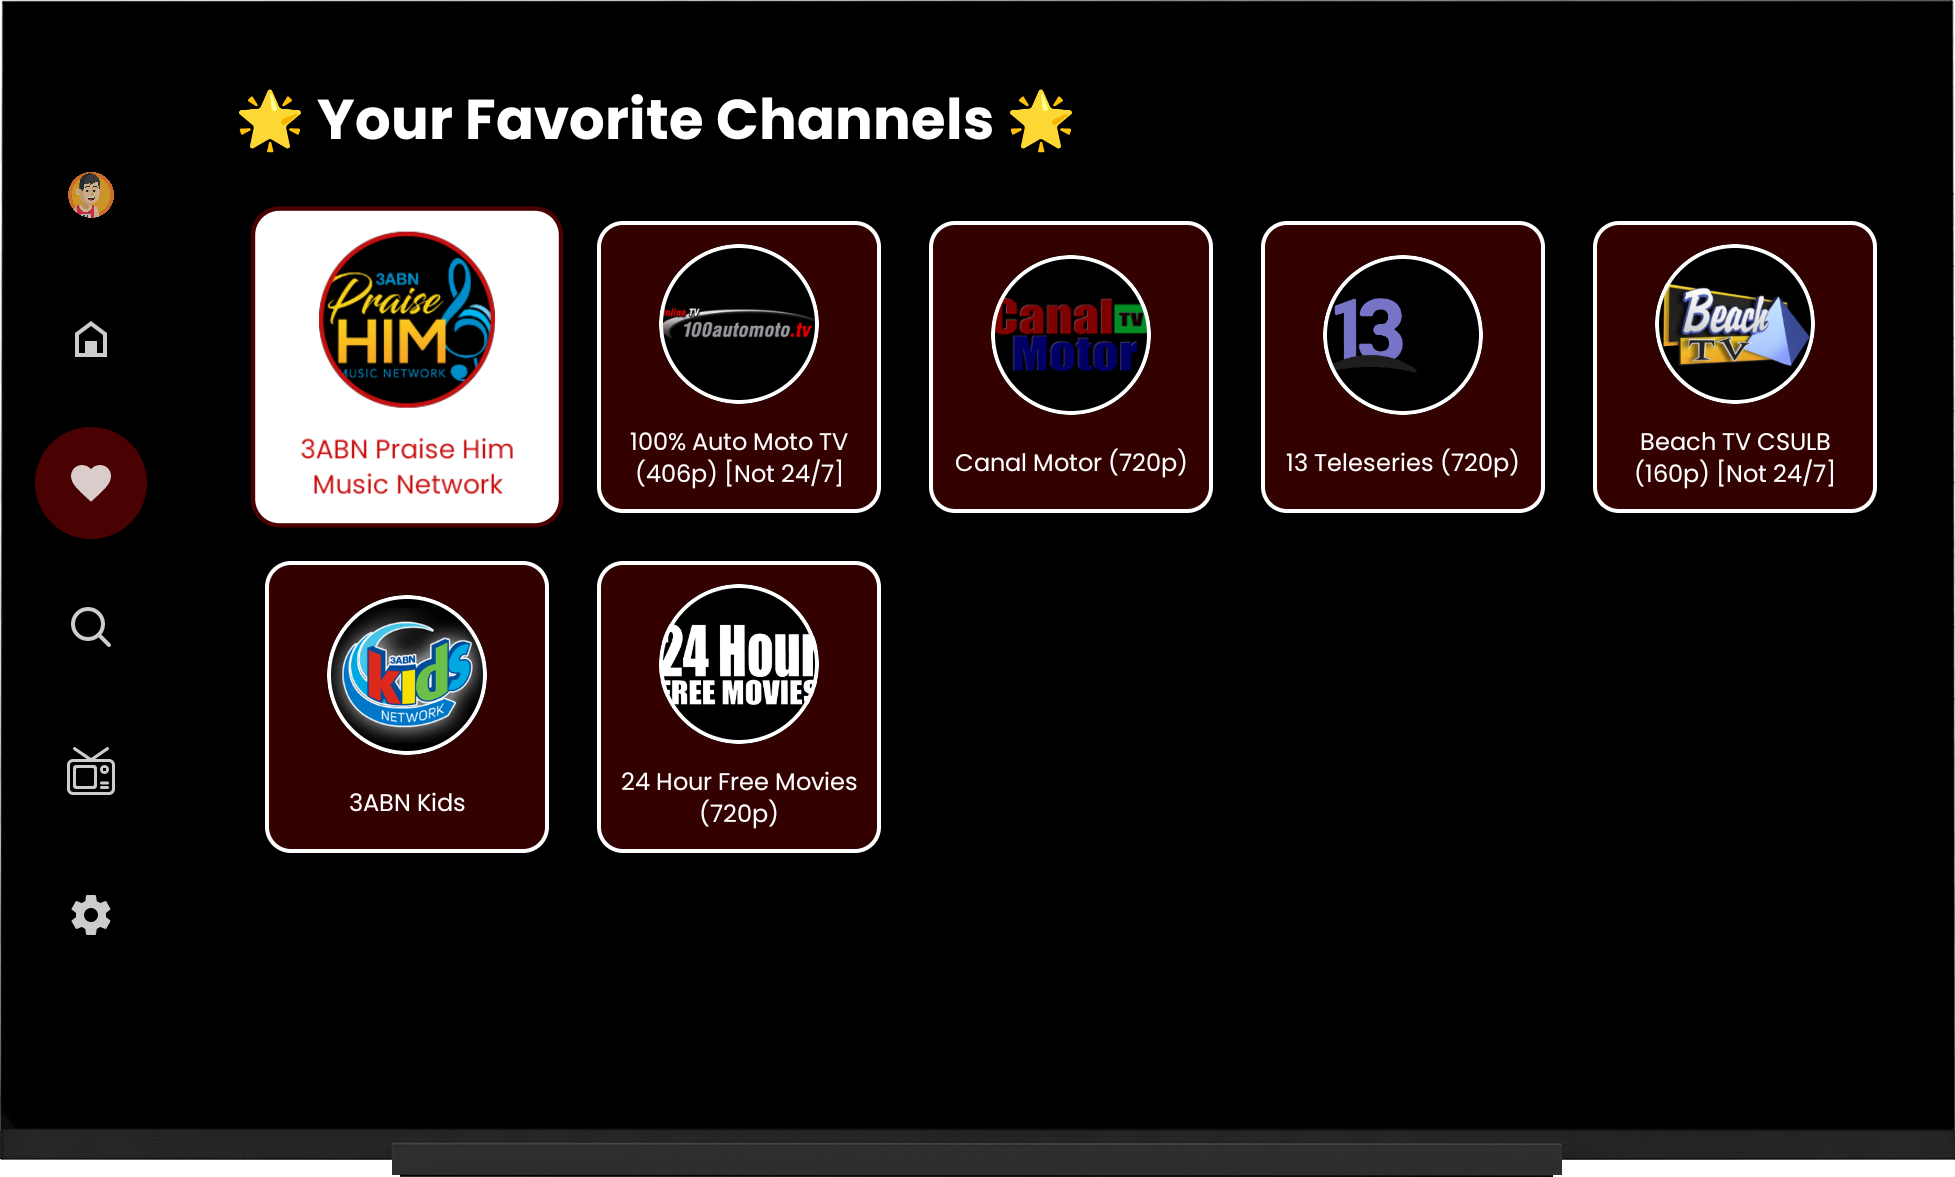 🌟 Your Favorite Channels 🌟
3ABN
Praise
HIM
MUSIC NETWORK
3ABN Praise Him
Music Network
Online.TV
100automoto.tv
100% Auto Moto TV
(406p) [Not 24/7]
Canal TV
Motor
Canal Motor (720p)
13
13 Teleseries (720p)
Beach
TV
Beach TV CSULB
(160p) [Not 24/7]
3ABN
kids
NETWORK
3ABN Kids
24 Hour
FREE MOVIES
24 Hour Free Movies
(720p)